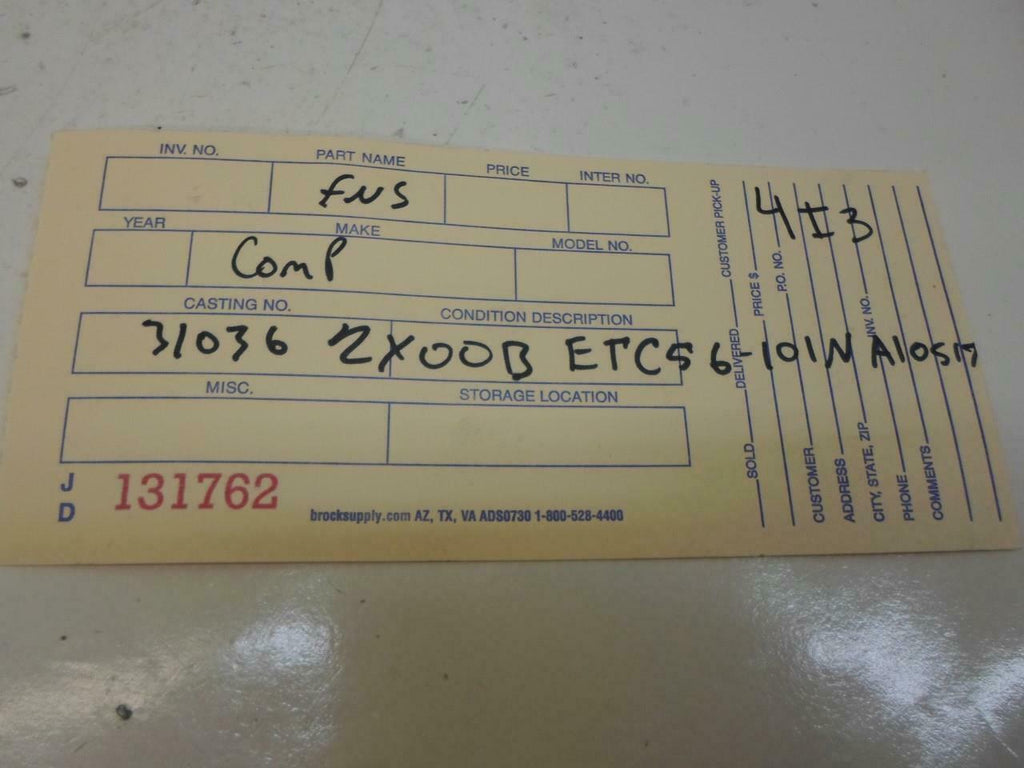 INV. NO. PART NAME PRICE INTER NO.
FNS
YEAR MAKE MODEL NO.
ComP
CASTING NO. CONDITION DESCRIPTION
31036 ZX00B ETC56-101N A1051
MISC. STORAGE LOCATION
J D 131762
brocksupply.com AZ, TX, VA ADS0730 1-800-528-4400
SOLD DELIVERED CUSTOMER PICK-UP
PRICE $
P.O. NO.
CUSTOMER
ADDRESS
CITY, STATE, ZIP INV. NO.
PHONE
COMMENTS
4I3